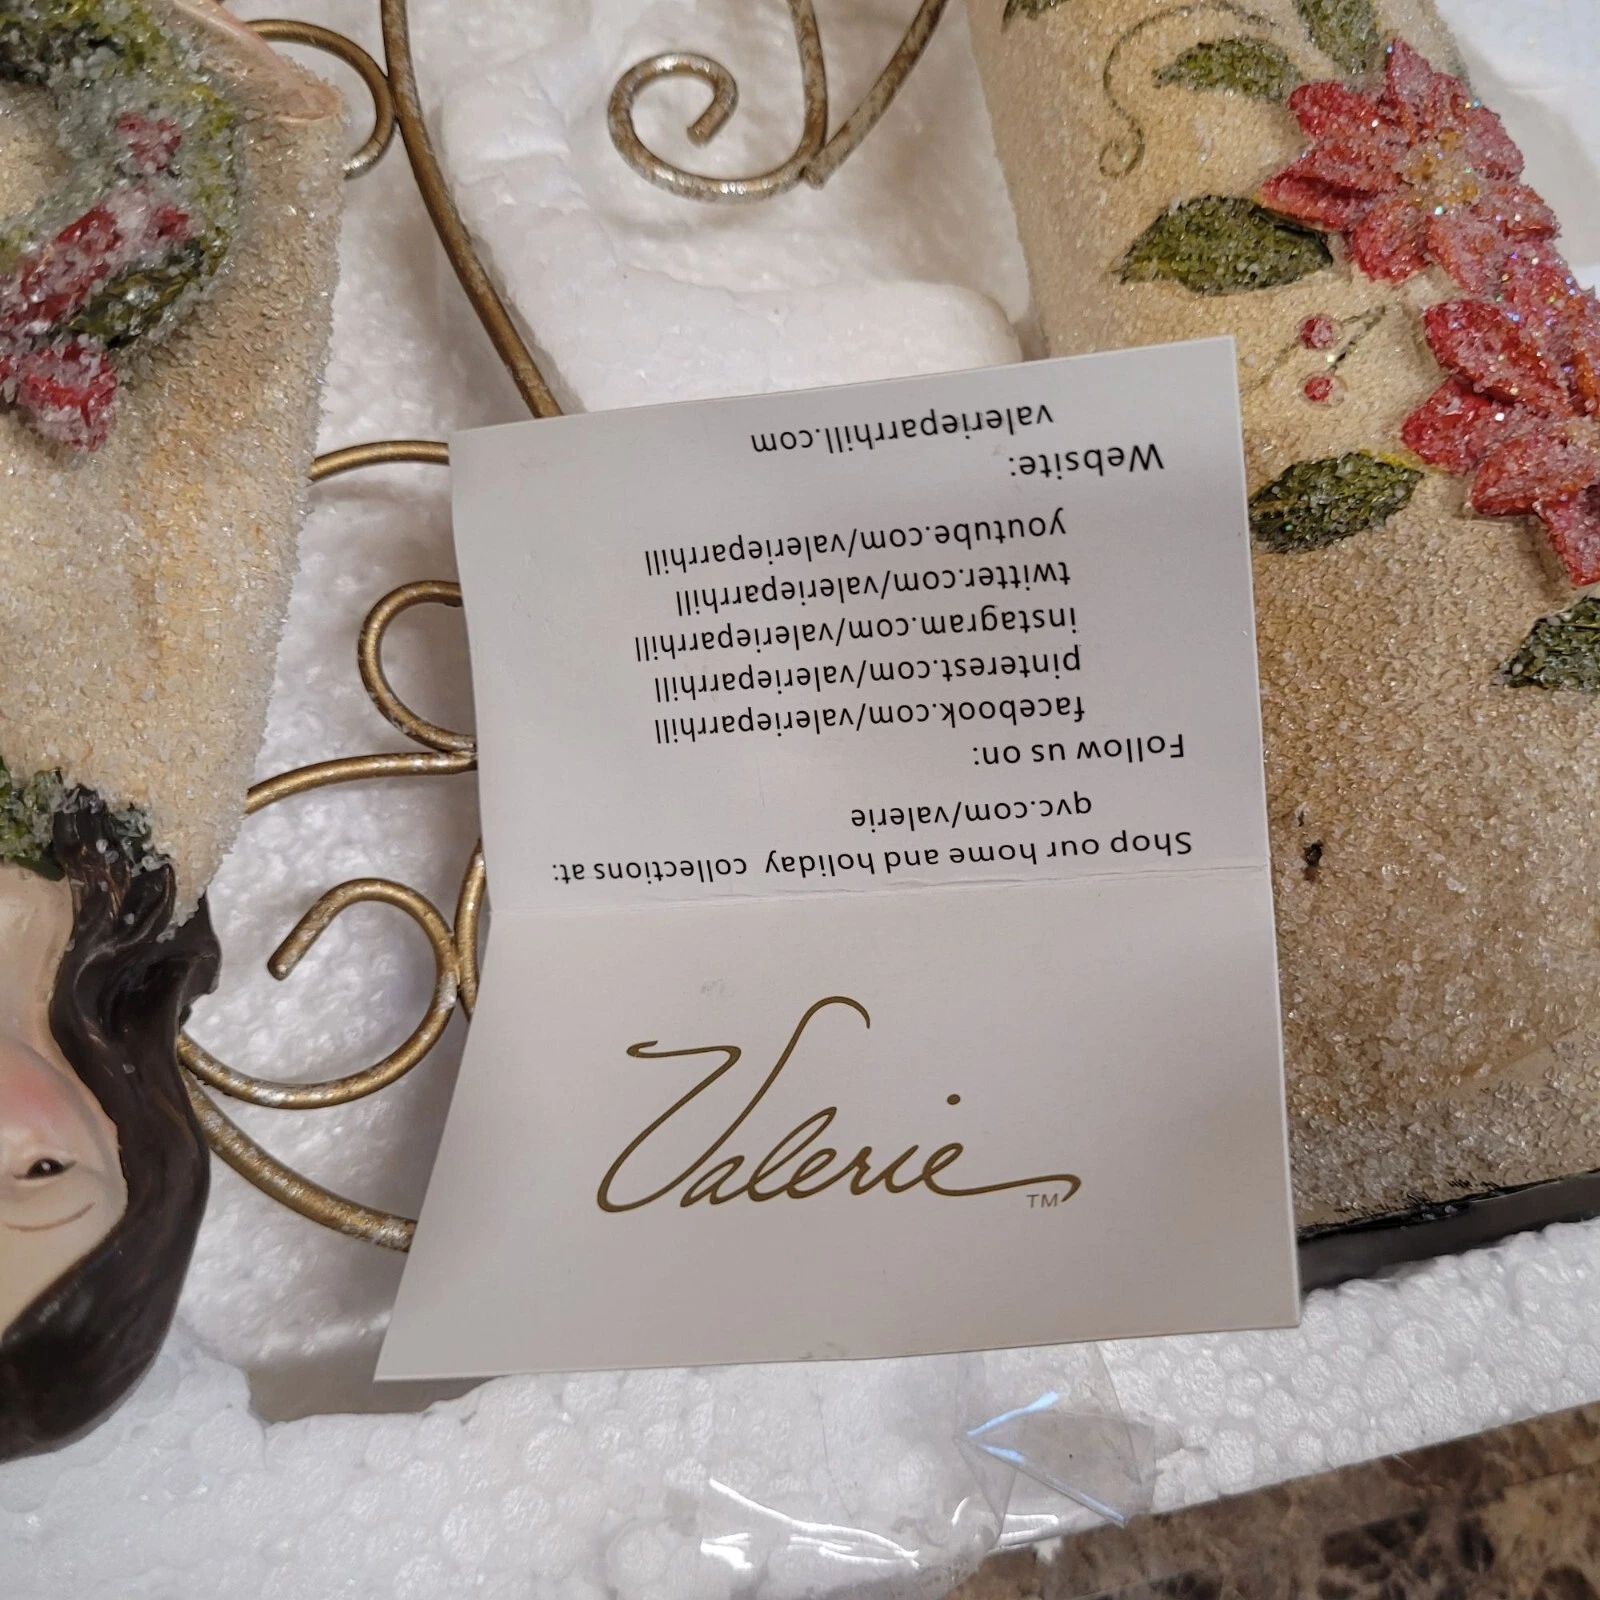 Shop our home and holiday collections at:
qvc.com/valerie
Follow us on:
facebook.com/valerieparrhill
pinterest.com/valerieparrhill
instagram.com/valerieparrhill
twitter.com/valerieparrhill
youtube.com/valerieparrhill
Website:
valerieparrhill.com
Valerie TM